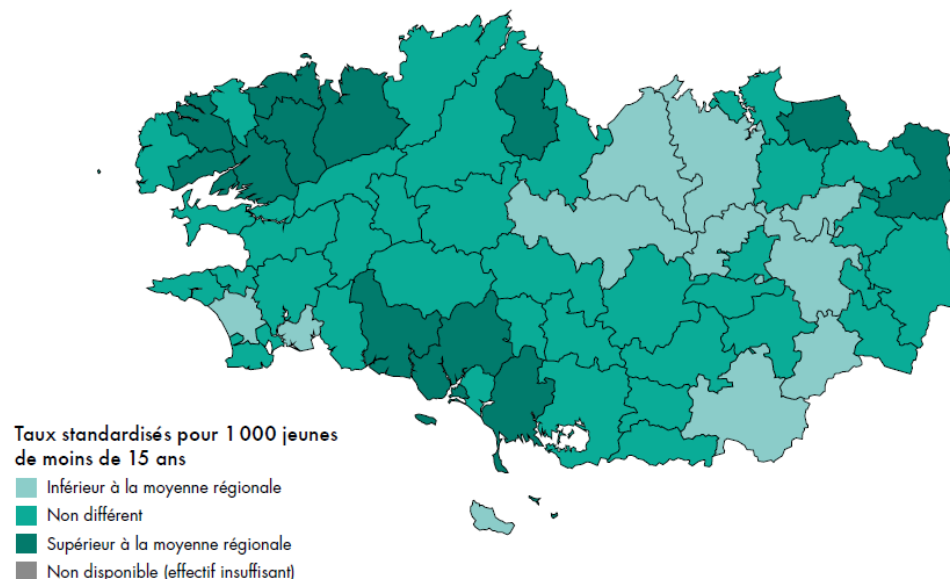 Taux standardisés pour 1 000 jeunes
de moins de 15 ans
Inférieur à la moyenne régionale
Non différent
Supérieur à la moyenne régionale
Non disponible (effectif insuffisant)